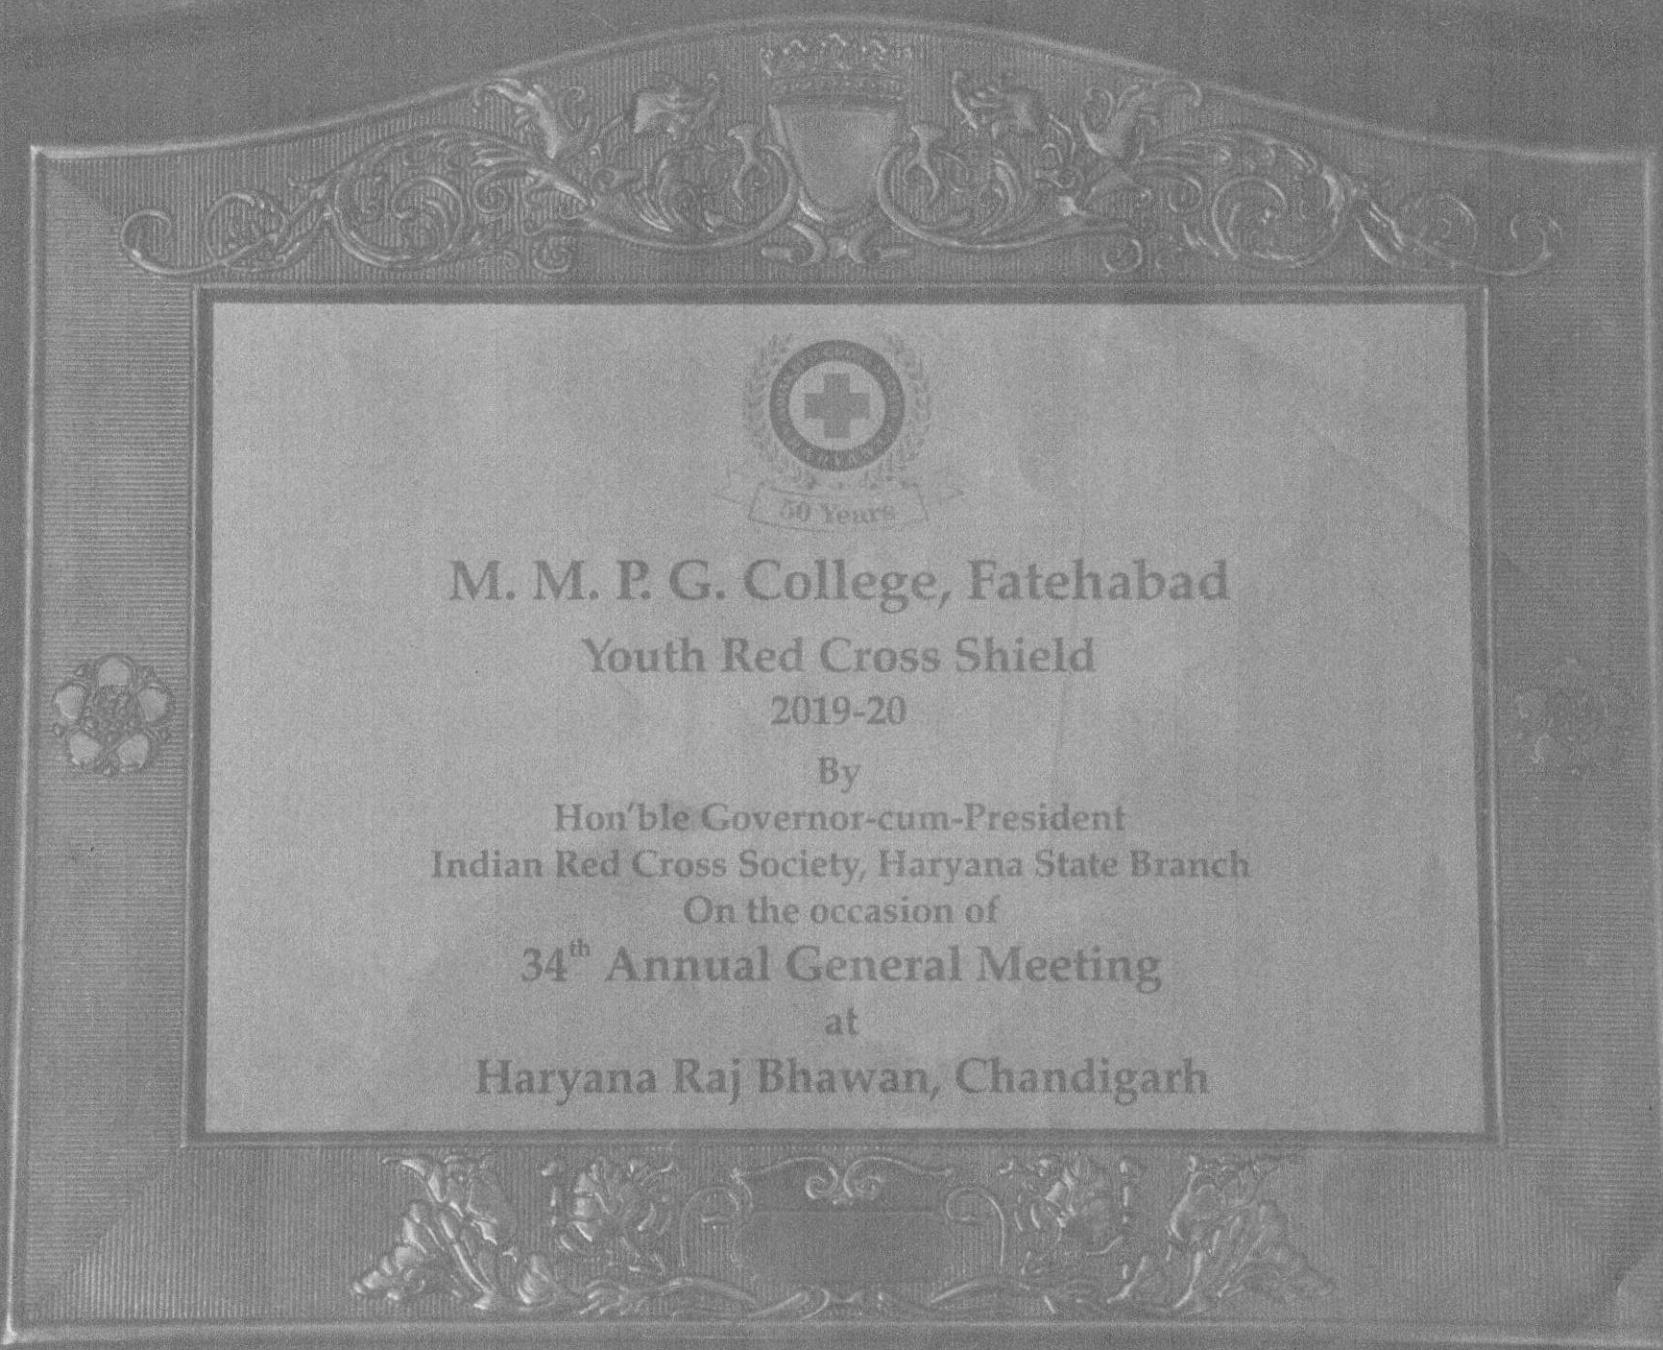 50 Years
M. M. P. G. College, Fatehabad
Youth Red Cross Shield
2019-20
By
Hon'ble Governor-cum-President
Indian Red Cross Society, Haryana State Branch
On the occasion of
34th Annual General Meeting
at
Haryana Raj Bhawan, Chandigarh